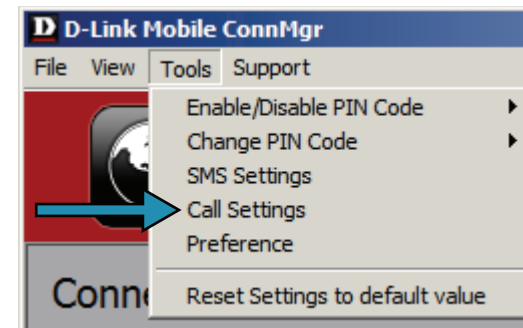 D D-Link Mobile ConnMgr
File View Tools Support
Enable/Disable PIN Code
Change PIN Code
SMS Settings
Call Settings
Preference
Reset Settings to default value